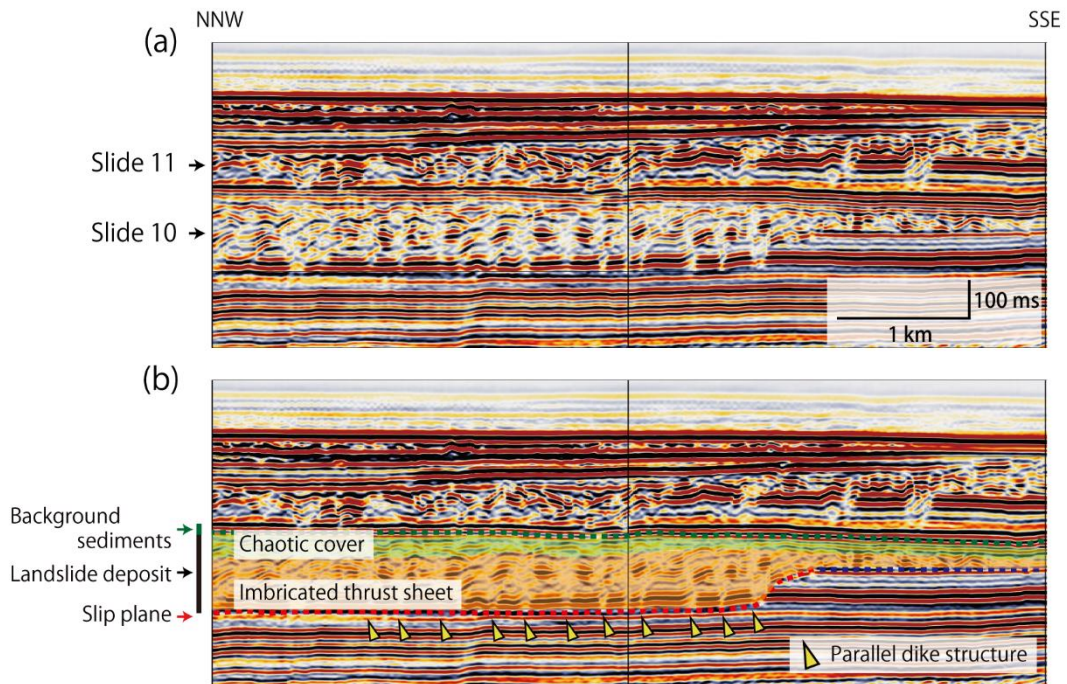 NNW
SSE
(a)
Slide 11
Slide 10
100 ms
1 km
(b)
Background
sediments
Chaotic cover
Landslide deposit
Imbricated thrust sheet
Slip plane
Parallel dike structure